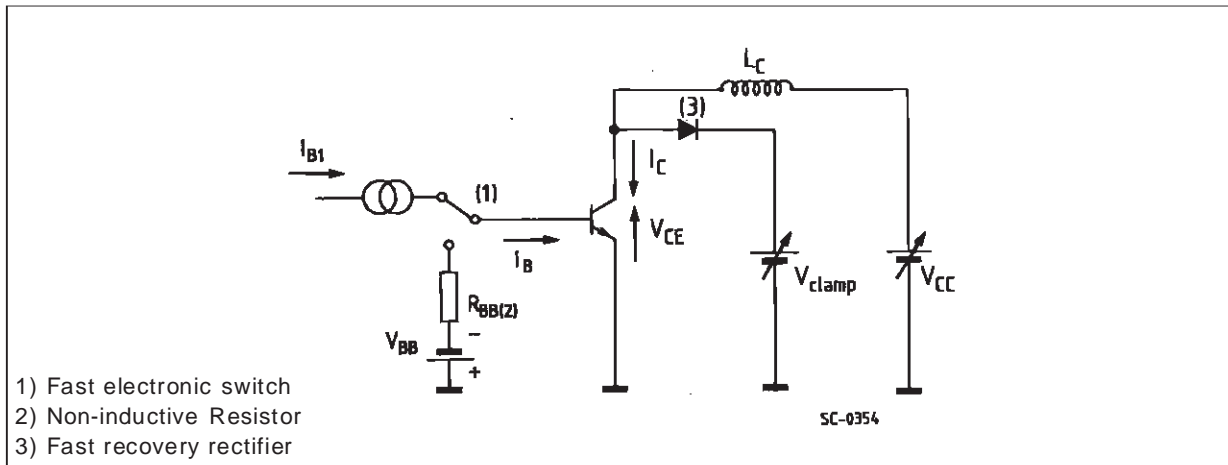 L_C
(3)
I_B1
(1)
I_C
V_CE
I_B
V_clamp
V_CC
R_BB(2)
V_BB
−
+
1) Fast electronic switch
2) Non-inductive Resistor
3) Fast recovery rectifier
SC-0354